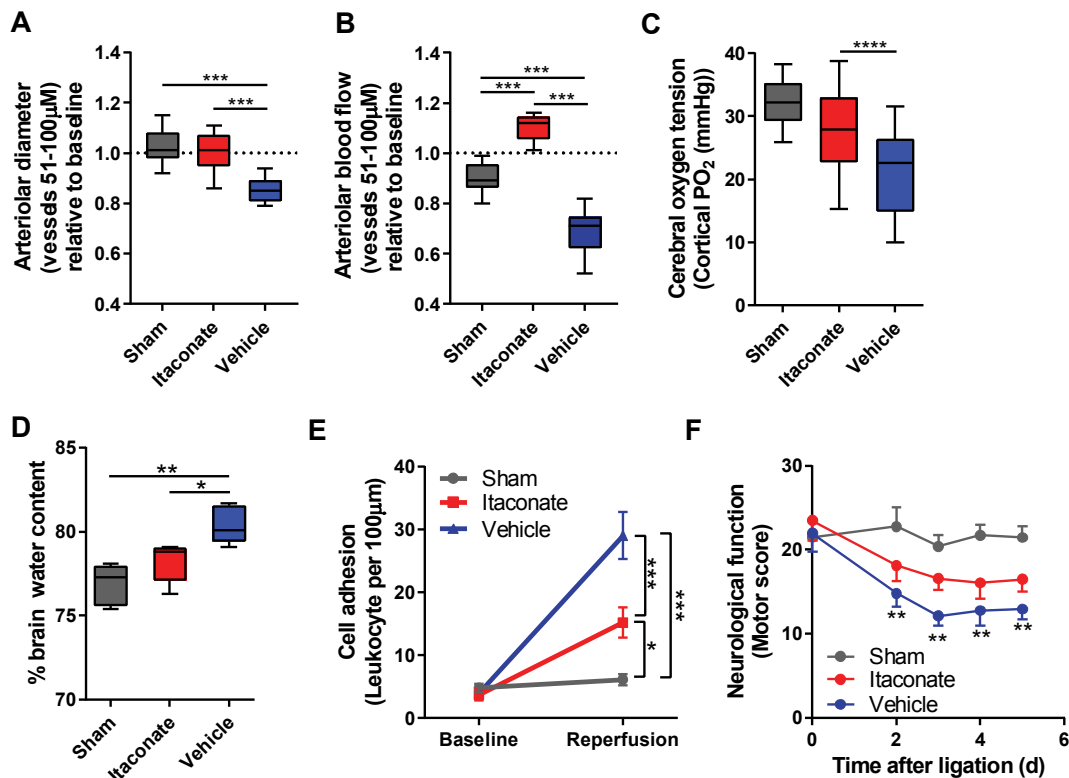 A
Arteriolar diameter
(vessels 51-100µM)
relative to baseline
1.4
1.2
1.0
0.8
0.6
0.4
***
***
Sham
Itaconate
Vehicle
B
Arteriolar blood flow
(vessels 51-100µM)
relative to baseline
1.4
1.2
1.0
0.8
0.6
0.4
***
***
***
Sham
Itaconate
Vehicle
C
Cerebral oxygen tension
(Cortical PO2 (mmHg))
40
30
20
10
0
****
Sham
Itaconate
Vehicle
D
% brain water content
85
80
75
70
**
*
Sham
Itaconate
Vehicle
E
Cell adhesion
(Leukocyte per 100µm)
40
30
20
10
0
Sham
Itaconate
Vehicle
***
*
***
Baseline
Reperfusion
F
Neurological function
(Motor score)
30
20
10
0
**
**
**
**
Sham
Itaconate
Vehicle
0
2
4
6
Time after ligation (d)